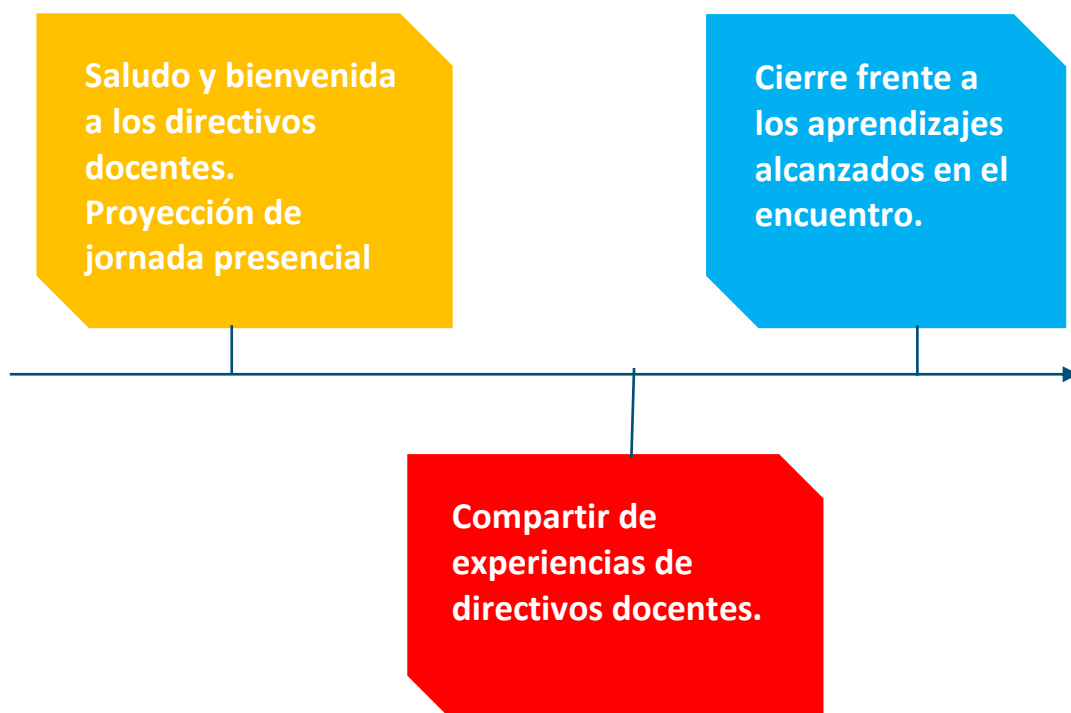 Saludo y bienvenida
a los directivos
docentes.
Proyección de
jornada presencial
Compartir de
experiencias de
directivos docentes.
Cierre frente a
los aprendizajes
alcanzados en el
encuentro.